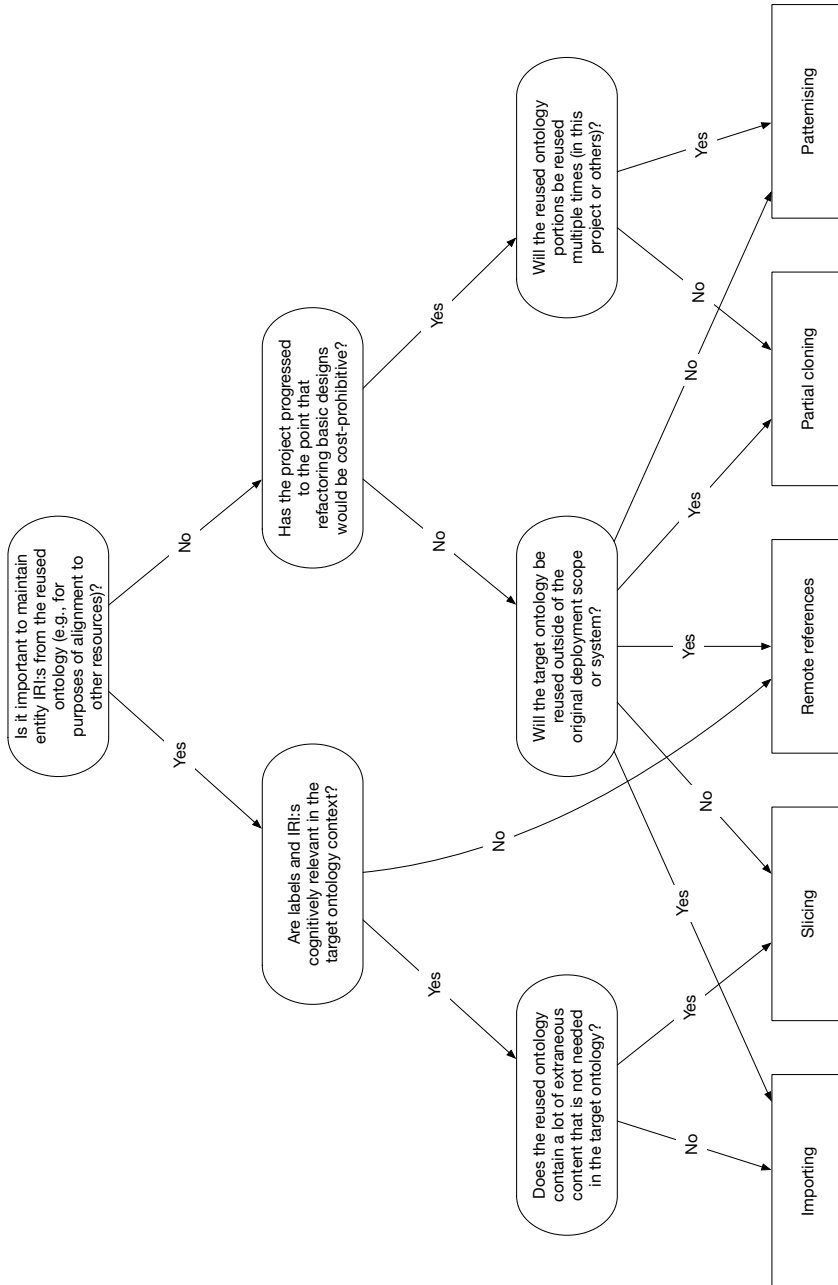 Is it important to maintain
entity IRI:s from the reused
ontology (e.g., for
purposes of alignment to
other resources)?
Yes
No
Are labels and IRI:s
cognitively relevant in the
target ontology context?
Has the project progressed
to the point that
refactoring basic designs
would be cost-prohibitive?
Yes
No
No
Yes
Does the reused ontology
contain a lot of extraneous
content that is not needed
in the target ontology?
Will the target ontology be
reused outside of the
original deployment scope
or system?
Will the reused ontology
portions be reused
multiple times (in this
project or others)?
No
Yes
Yes
No
Yes
Yes
No
No
Yes
Importing
Slicing
Remote references
Partial cloning
Patternising